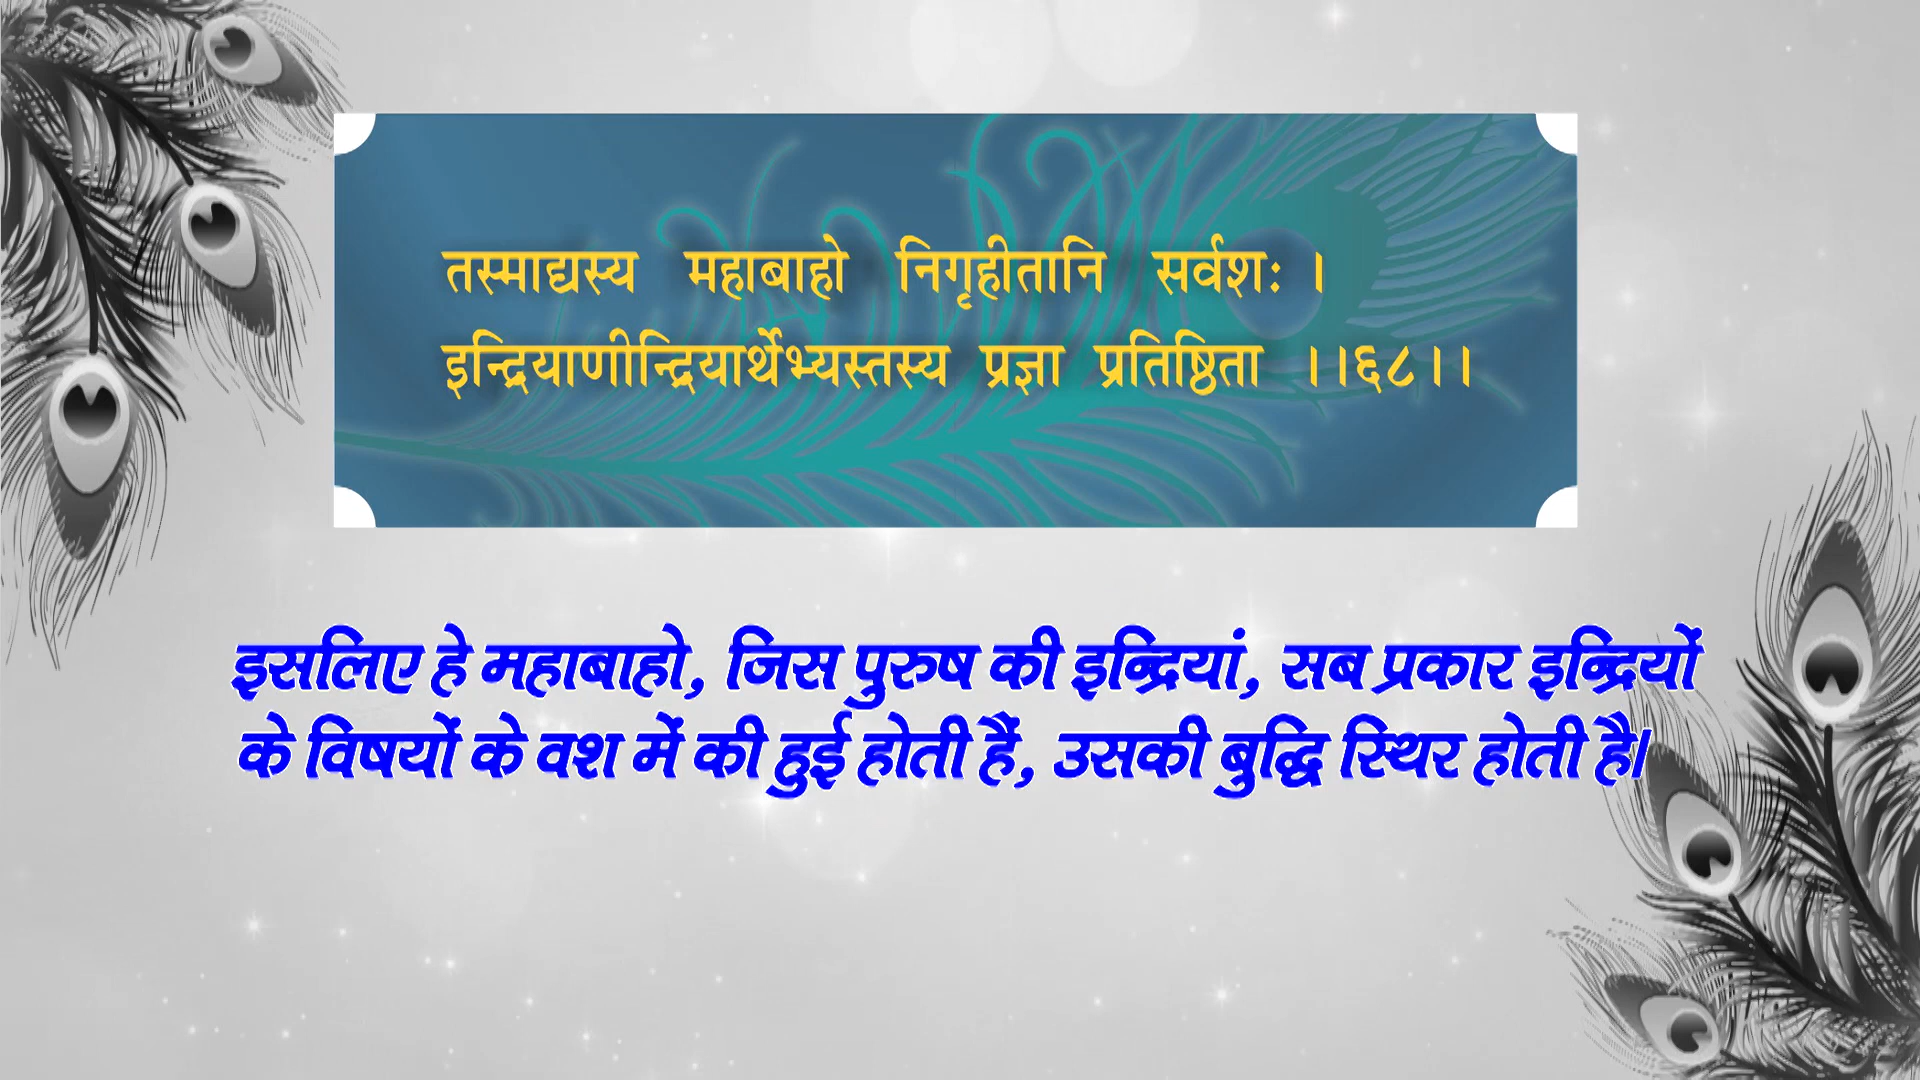 तस्माद्यस्य महाबाहो निगृहीतानि सर्वशः ।
इन्द्रियाणीन्द्रियार्थेभ्यस्तस्य प्रज्ञा प्रतिष्ठिता ।।६८।।
इसलिए हे महाबाहो, जिस पुरुष की इन्द्रियां, सब प्रकार इन्द्रियों
के विषयों के वश में की हुई होती हैं, उसकी बुद्धि स्थिर होती है।